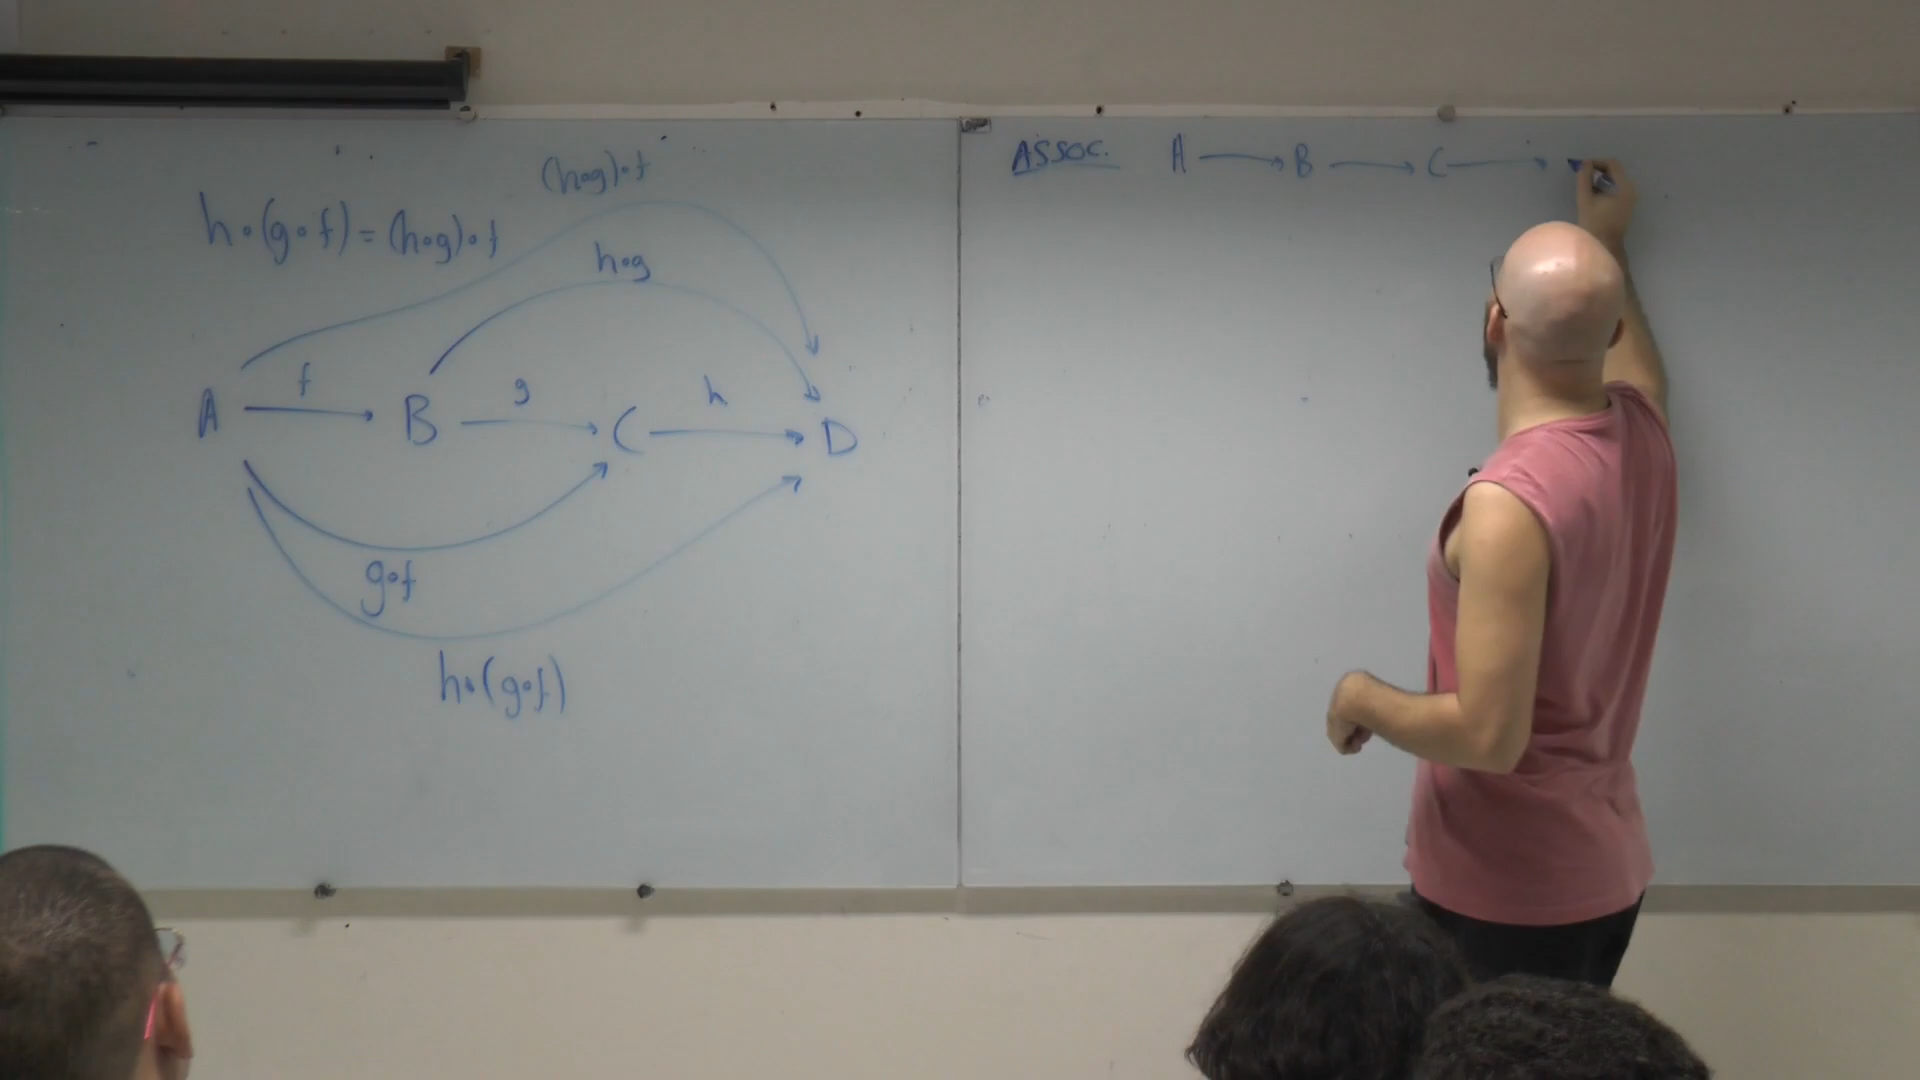 (h∘g)∘f
h∘(g∘f) = (h∘g)∘f
h∘g
f g h
A B C D
g∘f
h∘(g∘f)
ASSOC. A → B → C →